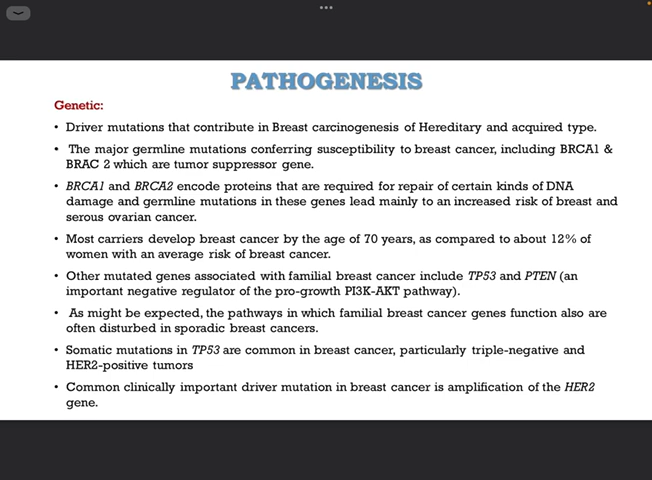 PATHOGENESIS
Genetic:
• Driver mutations that contribute in Breast carcinogenesis of Hereditary and acquired type.
• The major germline mutations conferring susceptibility to breast cancer, including BRCA1 &
BRAC 2 which are tumor suppressor gene.
• BRCA1 and BRCA2 encode proteins that are required for repair of certain kinds of DNA
damage and germline mutations in these genes lead mainly to an increased risk of breast and
serous ovarian cancer.
• Most carriers develop breast cancer by the age of 70 years, as compared to about 12% of
women with an average risk of breast cancer.
• Other mutated genes associated with familial breast cancer include TP53 and PTEN (an
important negative regulator of the pro-growth PI3K-AKT pathway).
• As might be expected, the pathways in which familial breast cancer genes function also are
often disturbed in sporadic breast cancers.
• Somatic mutations in TP53 are common in breast cancer, particularly triple-negative and
HER2-positive tumors
• Common clinically important driver mutation in breast cancer is amplification of the HER2
gene.